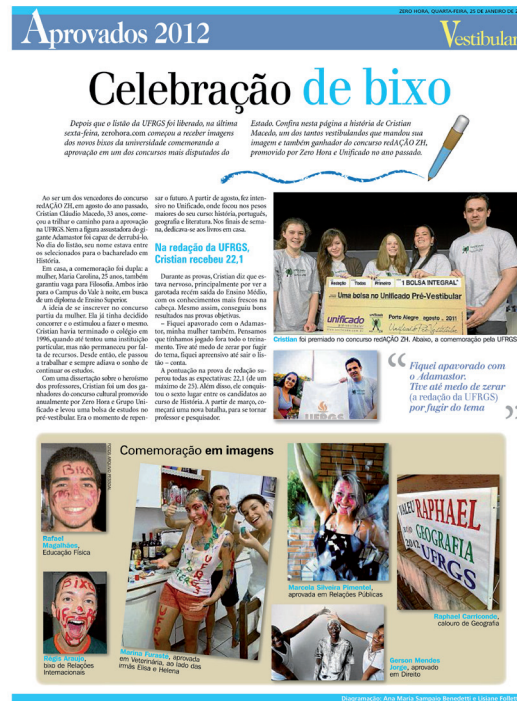 ZERO HORA, QUARTA-FEIRA, 25 DE JANEIRO DE
Aprovados 2012
Vestibular
Celebração de bixo
Depois que o listão da UFRGS foi liberado, na última
sexta-feira, zerohora.com começou a receber imagens
dos novos bixos da universidade comemorando a
aprovação em um dos concursos mais disputados do
Estado. Confira nesta página a história de Cristian
Macedo, um dos tantos vestibulandos que mandou sua
imagem e também ganhador do concurso redAÇÃO ZH,
promovido por Zero Hora e Unificado no ano passado.
Ao ser um dos vencedores do concurso
redAÇÃO ZH, em agosto do ano passado,
Cristian Cláudio Macedo, 33 anos, come-
çou a trilhar o caminho para a aprovação
na UFRGS. Nem a figura assustadora do gi-
gante Adamastor foi capaz de derrubá-lo.
No dia do listão, seu nome estava entre
os selecionados para o bacharelado em
História.
Em casa, a comemoração foi dupla: a
mulher, Maria Carolina, 25 anos, também
garantiu vaga para Filosofia. Ambos irão
para o Campus do Vale à noite, em busca
de um diploma de Ensino Superior.
A ideia de se inscrever no concurso
partiu da mulher. Ela já tinha decidido
concorrer e o estimulou a fazer o mesmo.
Cristian havia terminado o colégio em
1996, quando até tentou uma instituição
particular, mas não permaneceu por fal-
ta de recursos. Desde então, ele passou
a trabalhar e sempre adiava o sonho de
continuar os estudos.
Com uma dissertação sobre o heroísmo
dos professores, Cristian foi um dos ga-
nhadores do concurso cultural promovido
anualmente por Zero Hora e Grupo Uni-
ficado e levou uma bolsa de estudos no
pré-vestibular. Era o momento de repen-
sar o futuro. A partir de agosto, fez inten-
sivo no Unificado, onde focou nos pesos
maiores do seu curso: história, português,
geografia e literatura. Nos finais de sema-
na, dedicava-se aos livros em casa.
Na redação da UFRGS,
Cristian recebeu 22,1
Durante as provas, Cristian diz que es-
tava nervoso, principalmente por ver a
garotada recém saída do Ensino Médio,
com os conhecimentos mais frescos na
cabeça. Mesmo assim, conseguiu bons
resultados nas provas objetivas.
– Fiquei apavorado com o Adamas-
tor, minha mulher também. Pensamos
que tínhamos jogado fora todo o treina-
mento. Tive até medo de zerar por fugir
do tema, fiquei apreensivo até sair o lis-
tão – conta.
A pontuação na prova de redação su-
perou todas as expectativas: 22,1 (de um
máximo de 25). Além disso, ele conquis-
tou o sexto lugar entre os candidatos ao
curso de História. A partir de março, co-
meçará uma nova batalha, para se tornar
professor e pesquisador.
Redação
Primeiro
1 BOLSA INTEGRAL
Uma bolsa no Unificado Pré-Vestibular
unificado
Porto Alegre agosto 2011
Cristian foi premiado no concurso redAÇÃO ZH. Abaixo, a comemoração pela UFRGS
UFRGS
“Fiquei apavorado com
o Adamastor.
Tive até medo de zerar
(a redação da UFRGS)
por fugir do tema”
Comemoração em imagens
BIXO
Rafael
Magalhães,
Educação Física
BIXO
Régis Araujo,
bixo de Relações
Internacionais
Marina Furaste, aprovada
em Veterinária, ao lado das
irmãs Elisa e Helena
Marcela Silveira Pimentel,
aprovada em Relações Públicas
Gerson Mendes
Jorge, aprovado
em Direito
VALEU RAPHAEL
GEOGRAFIA
2012 UFRGS
Raphael Carriconde,
calouro de Geografia
Diagramação: Ana Maria Sampaio Benedetti e Lisiane